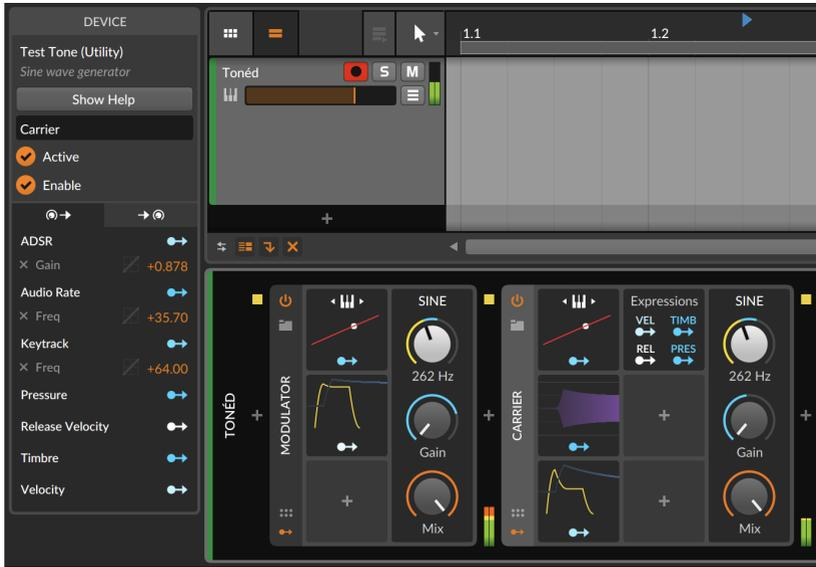 DEVICE
Test Tone (Utility)
Sine wave generator
Show Help
Carrier
Active
Enable
ADSR
Gain +0.878
Audio Rate
Freq +35.70
Keytrack
Freq +64.00
Pressure
Release Velocity
Timbre
Velocity
1.1 1.2
Tonéd S M
TONÉD
MODULATOR
SINE
262 Hz
Gain
Mix
CARRIER
Expressions
VEL TIMB
REL PRES
SINE
262 Hz
Gain
Mix